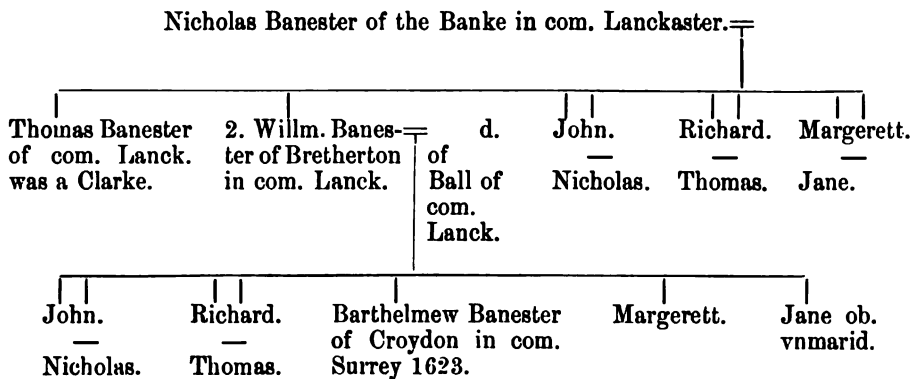 Nicholas Banester of the Banke in com. Lanckaster.
Thomas Banester
of com. Lanck.
was a Clarke.
2. Willm. Banes-
ter of Bretherton
in com. Lanck.
d.
of
Ball of
com.
Lanck.
John.
Nicholas.
Richard.
Thomas.
Margerett.
Jane.
John.
Nicholas.
Richard.
Thomas.
Barthelmew Banester
of Croydon in com.
Surrey 1623.
Margerett.
Jane ob.
vnmarid.